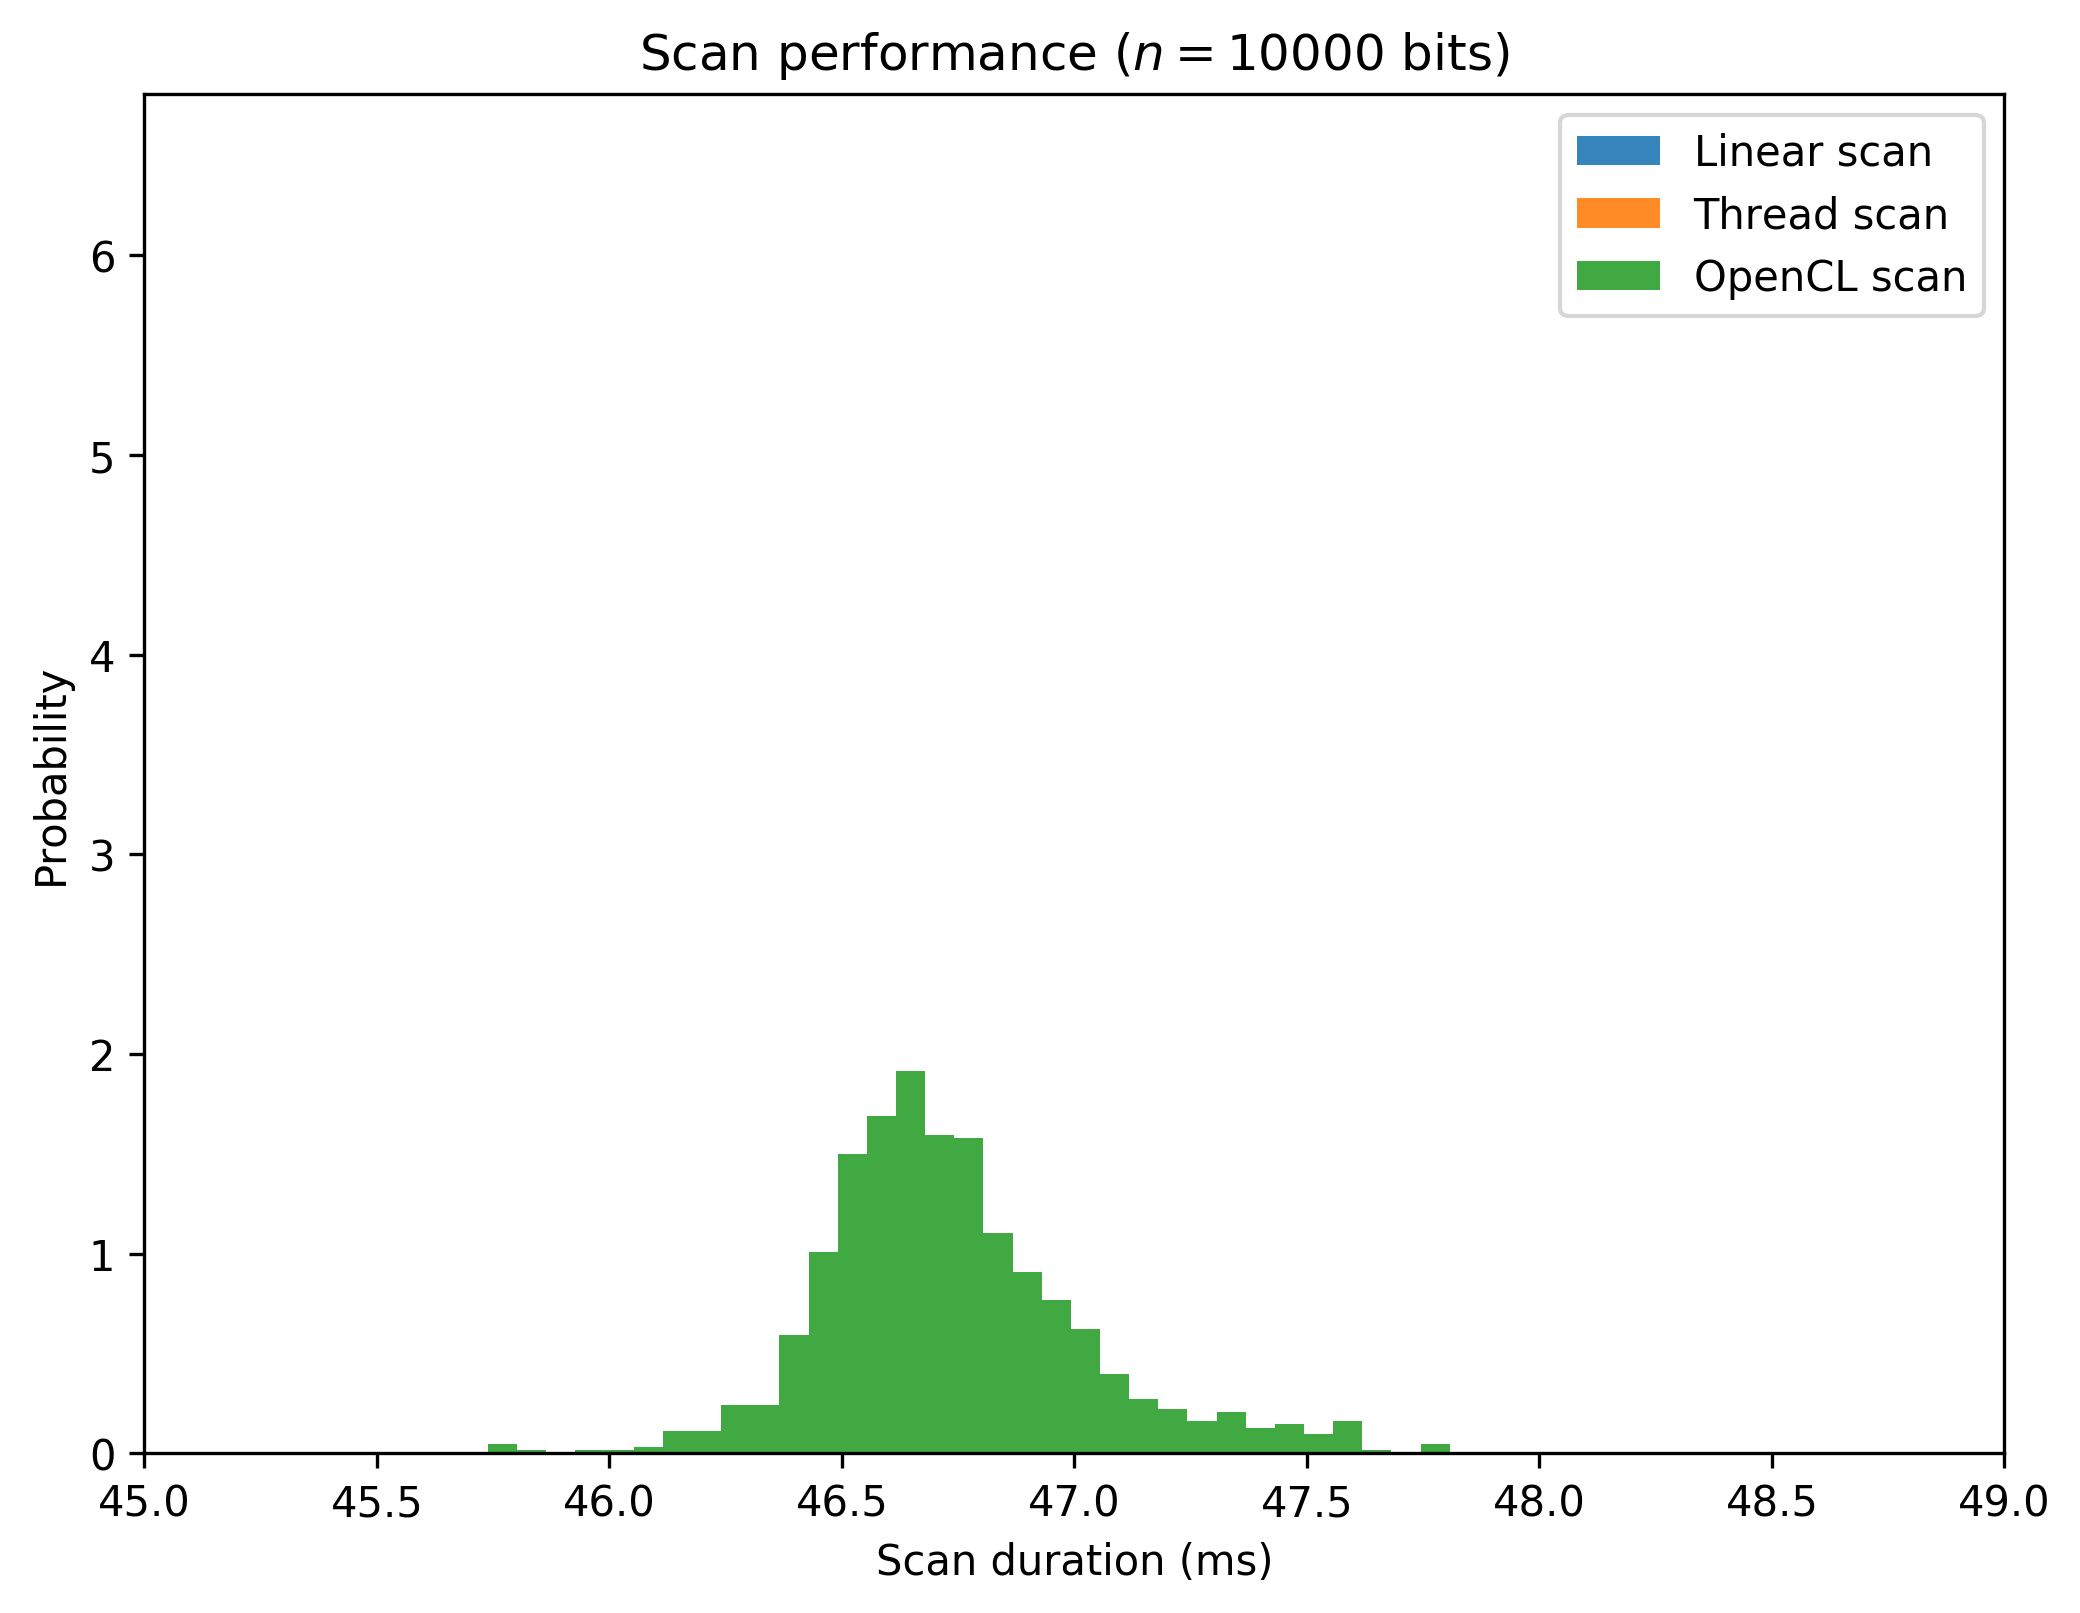 Scan performance (n = 10000 bits)
Linear scan
Thread scan
OpenCL scan
Probability
6
5
4
3
2
1
0
45.0 45.5 46.0 46.5 47.0 47.5 48.0 48.5 49.0
Scan duration (ms)